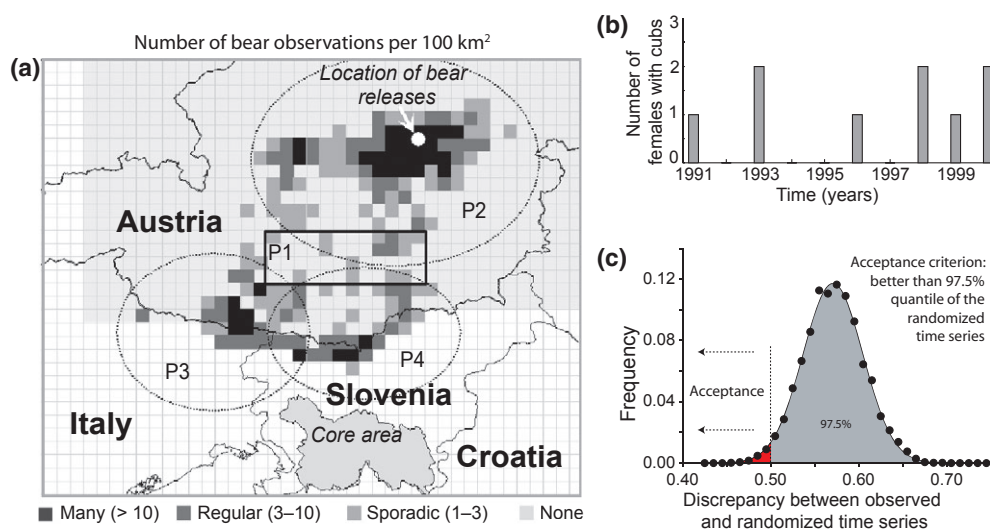 Number of bear observations per 100 km²
(a)
Location of bear
releases
Austria
P2
P1
P3
P4
Slovenia
Italy
Core area
Croatia
Many (> 10)
Regular (3–10)
Sporadic (1–3)
None
(b)
Number of
females with cubs
3
2
1
0
1991
1993
1995
1997
1999
Time (years)
(c)
Acceptance criterion:
better than 97.5%
quantile of the
randomized
time series
Frequency
0.12
0.08
0.04
0.00
Acceptance
97.5%
0.40
0.50
0.60
0.70
Discrepancy between observed
and randomized time series